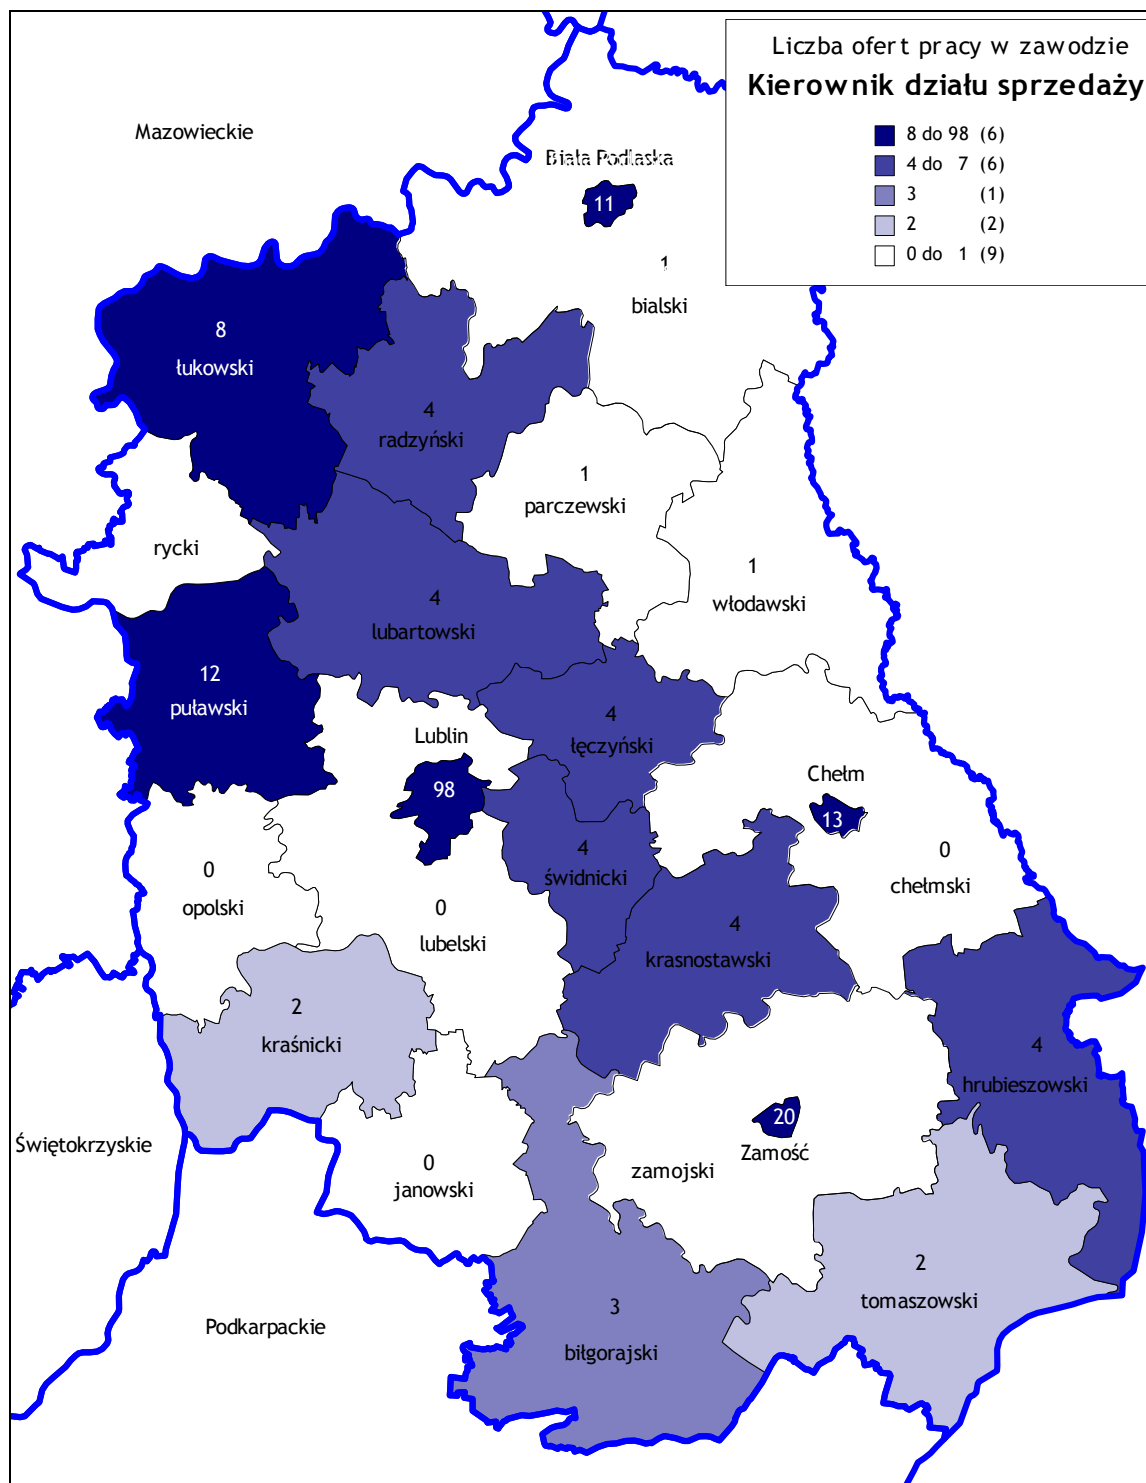 Liczba ofert pracy w zawodzie
Kierownik działu sprzedaży
8 do 98 (6)
4 do 7 (6)
3 (1)
2 (2)
0 do 1 (9)
Mazowieckie
Biała Podlaska
11
1
bialski
8
łukowski
4
radzyński
1
parczewski
rycki
1
włodawski
4
lubartowski
12
puławski
4
łęczyński
Lublin
98
Chełm
13
4
świdnicki
0
chełmski
0
opolski
0
lubelski
4
krasnostawski
2
kraśnicki
4
hrubieszowski
20
Zamość
zamojski
Świętokrzyskie
0
janowski
2
tomaszowski
3
biłgorajski
Podkarpackie